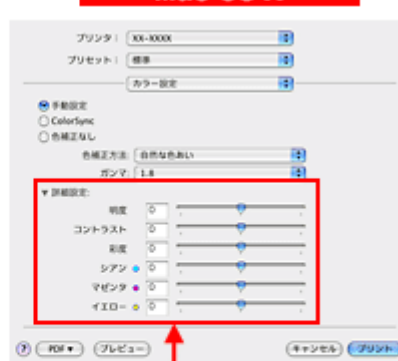 プリンタ： XX-XXXX
プリセット： 標準
カラー設定
手動設定
ColorSync
色補正なし
色補正方法： 自然な色あい
ガンマ： 1.8
▼ 詳細設定：
明度 0
コントラスト 0
彩度 0
シアン 0
マゼンタ 0
イエロー 0
? PDF▼ プレビュー キャンセル プリント